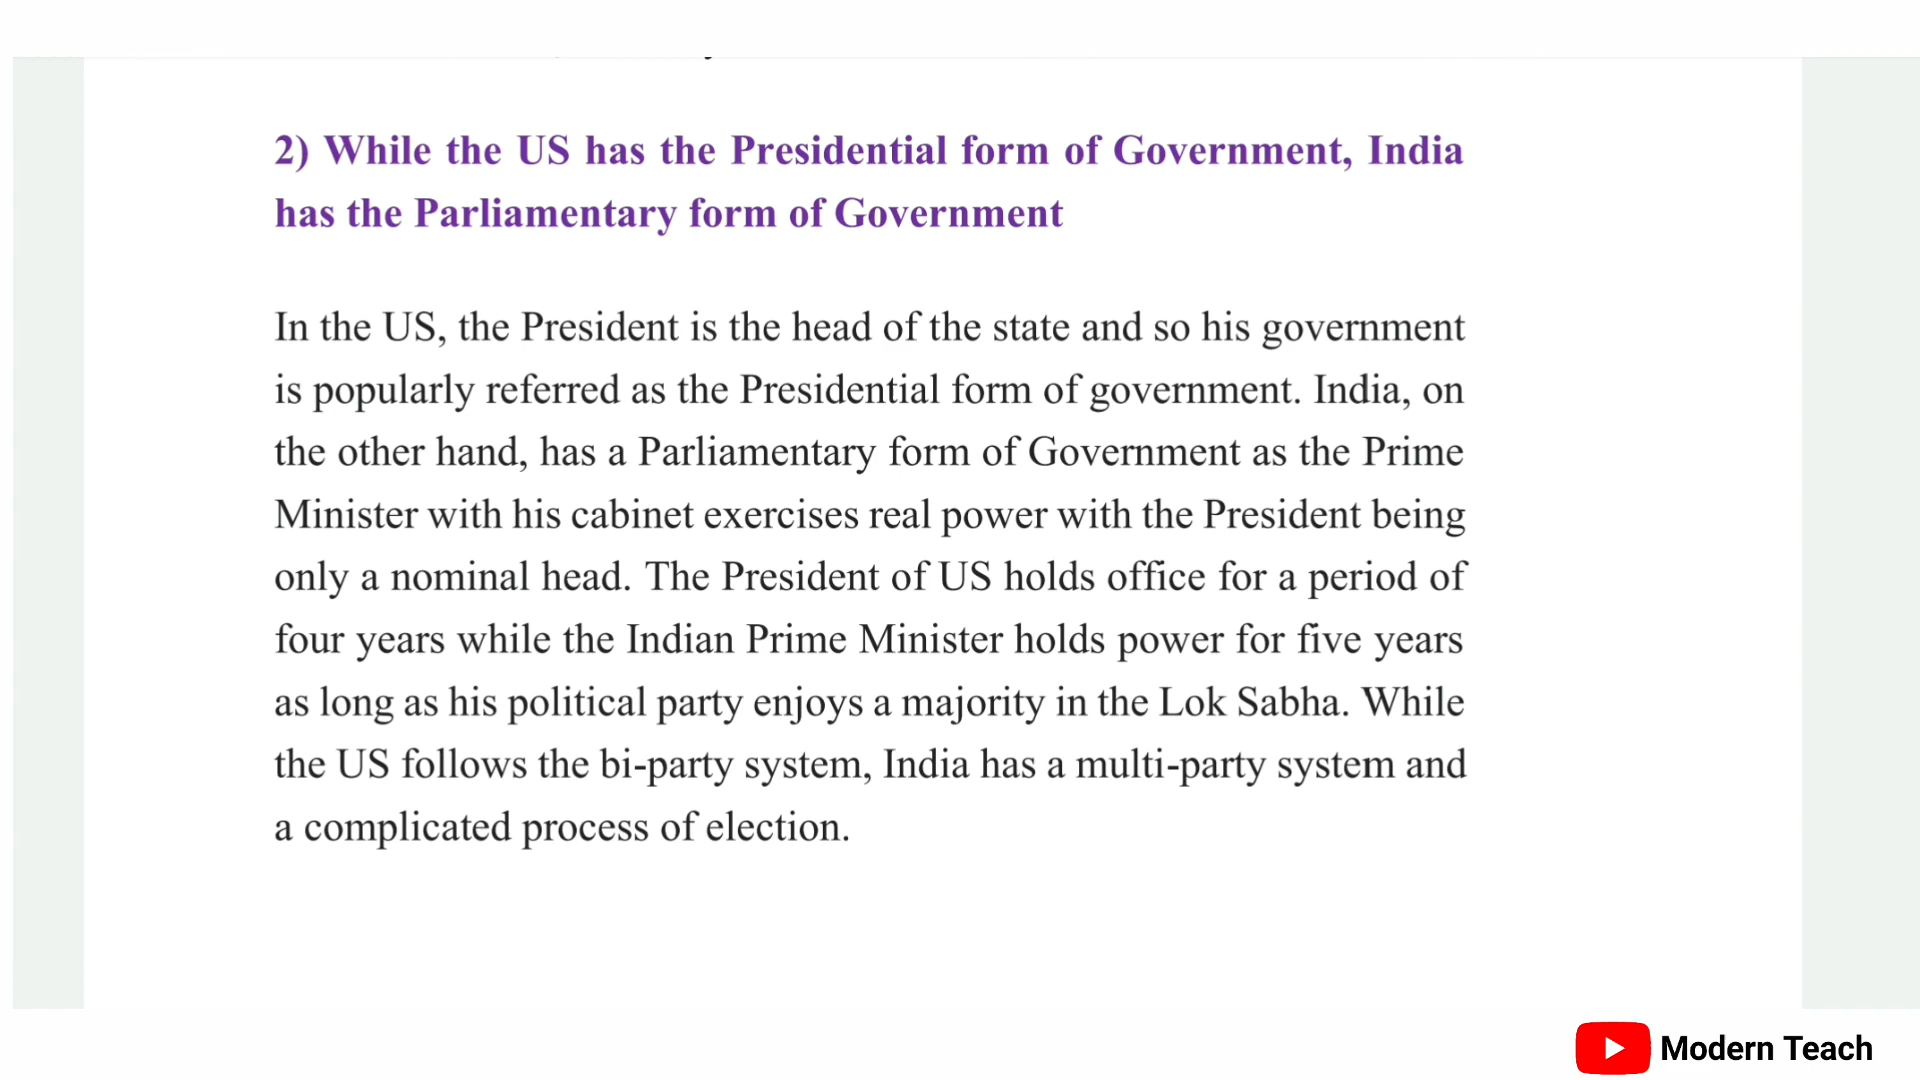 2) While the US has the Presidential form of Government, India
has the Parliamentary form of Government
In the US, the President is the head of the state and so his government
is popularly referred as the Presidential form of government. India, on
the other hand, has a Parliamentary form of Government as the Prime
Minister with his cabinet exercises real power with the President being
only a nominal head. The President of US holds office for a period of
four years while the Indian Prime Minister holds power for five years
as long as his political party enjoys a majority in the Lok Sabha. While
the US follows the bi-party system, India has a multi-party system and
a complicated process of election.
Modern Teach